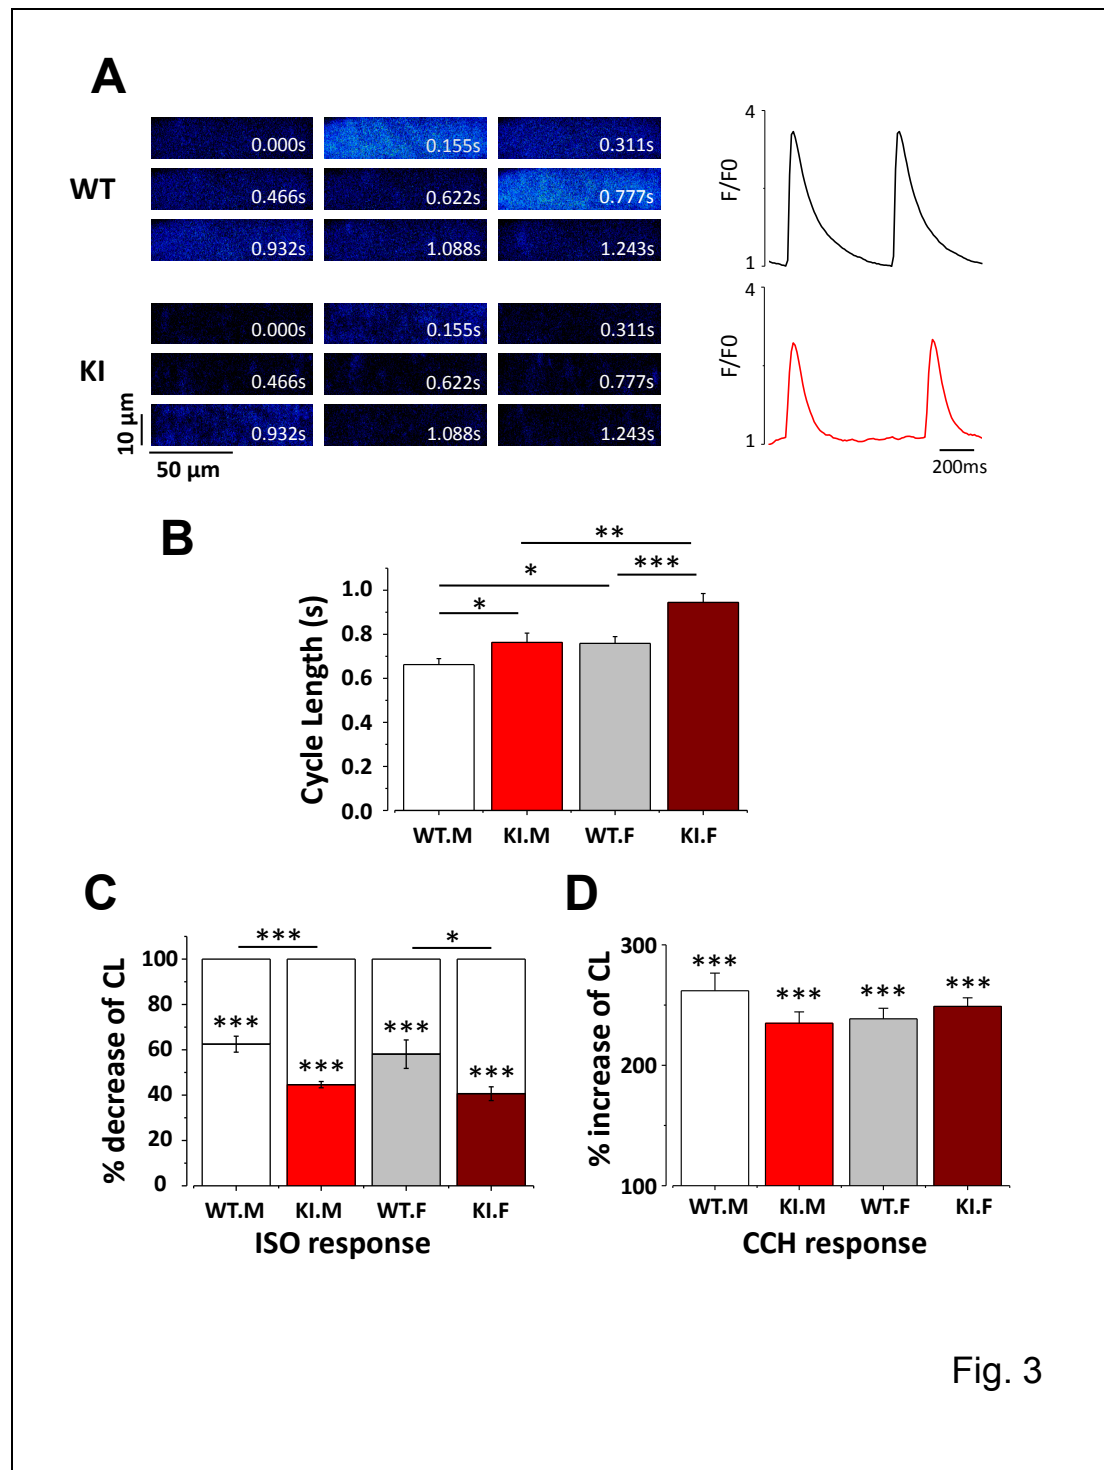 A
WT
0.000s 0.155s 0.311s
0.466s 0.622s 0.777s
0.932s 1.088s 1.243s
KI
0.000s 0.155s 0.311s
0.466s 0.622s 0.777s
0.932s 1.088s 1.243s
10 µm
50 µm
4
F/F0
1
4
F/F0
1
200ms
B
**
* ***
*
Cycle Length (s)
1.0
0.8
0.6
0.4
0.2
0.0
WT.M KI.M WT.F KI.F
C
*** *
% decrease of CL
100
80
60
40
20
0
*** *** *** ***
WT.M KI.M WT.F KI.F
ISO response
D
% increase of CL
300
200
100
*** *** *** ***
WT.M KI.M WT.F KI.F
CCH response
Fig. 3